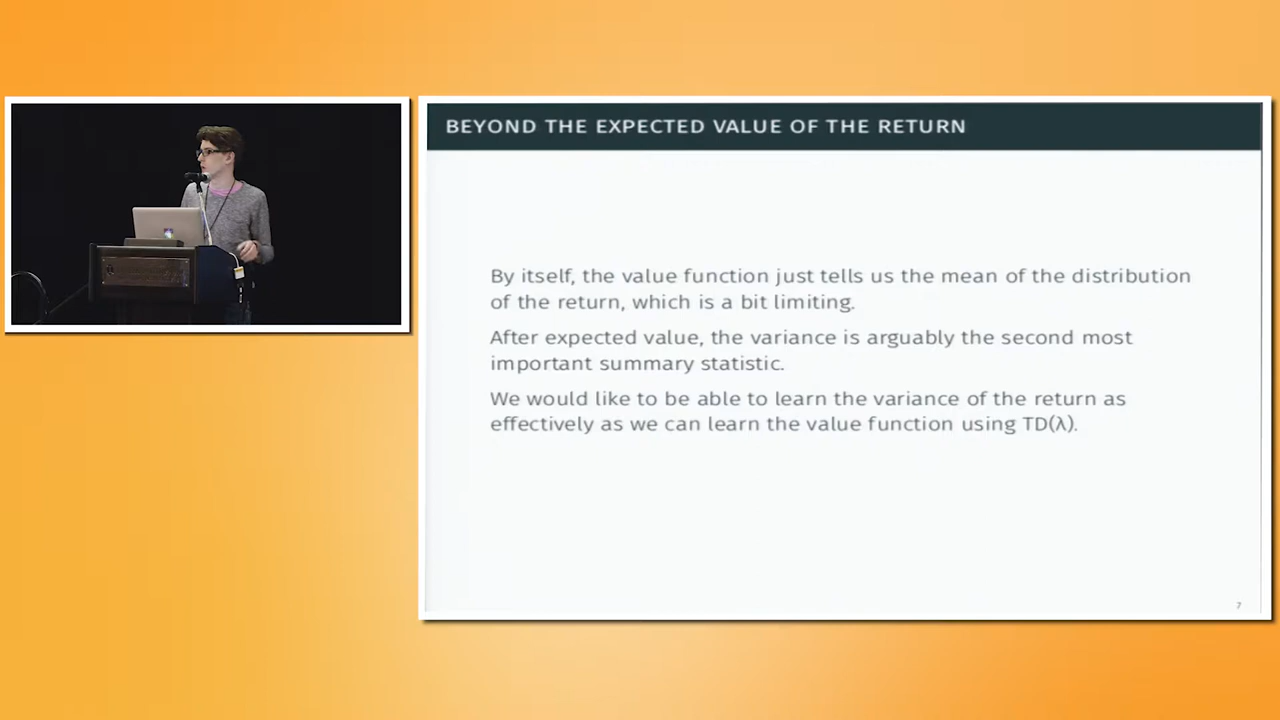 BEYOND THE EXPECTED VALUE OF THE RETURN
By itself, the value function just tells us the mean of the distribution
of the return, which is a bit limiting.
After expected value, the variance is arguably the second most
important summary statistic.
We would like to be able to learn the variance of the return as
effectively as we can learn the value function using TD(λ).
7